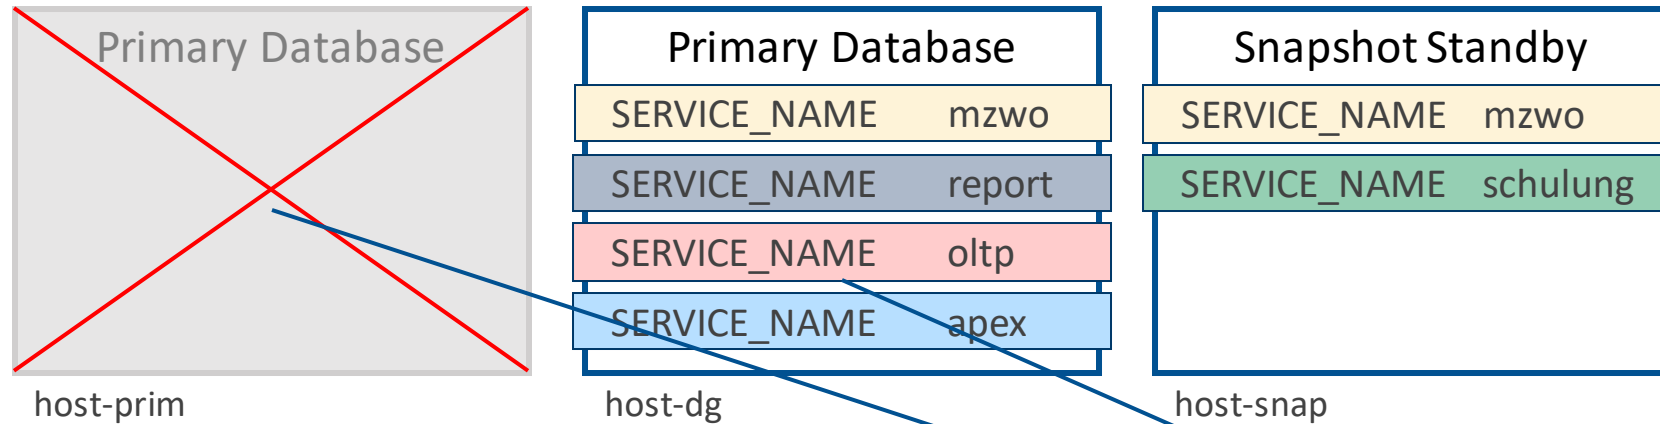 Primary Database
host-prim
Primary Database
SERVICE_NAME mzwo
SERVICE_NAME report
SERVICE_NAME oltp
SERVICE_NAME apex
host-dg
Snapshot Standby
SERVICE_NAME mzwo
SERVICE_NAME schulung
host-snap